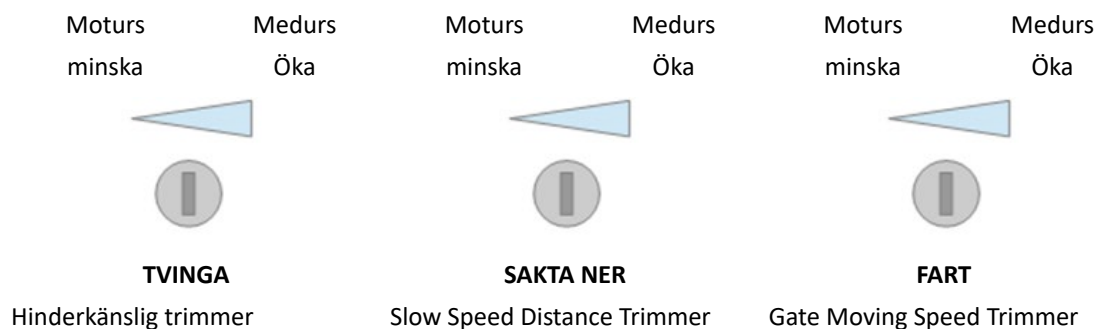 Moturs Medurs Moturs Medurs Moturs Medurs
minska Öka minska Öka minska Öka
TVINGA SAKTA NER FART
Hinderkänslig trimmer Slow Speed Distance Trimmer Gate Moving Speed Trimmer